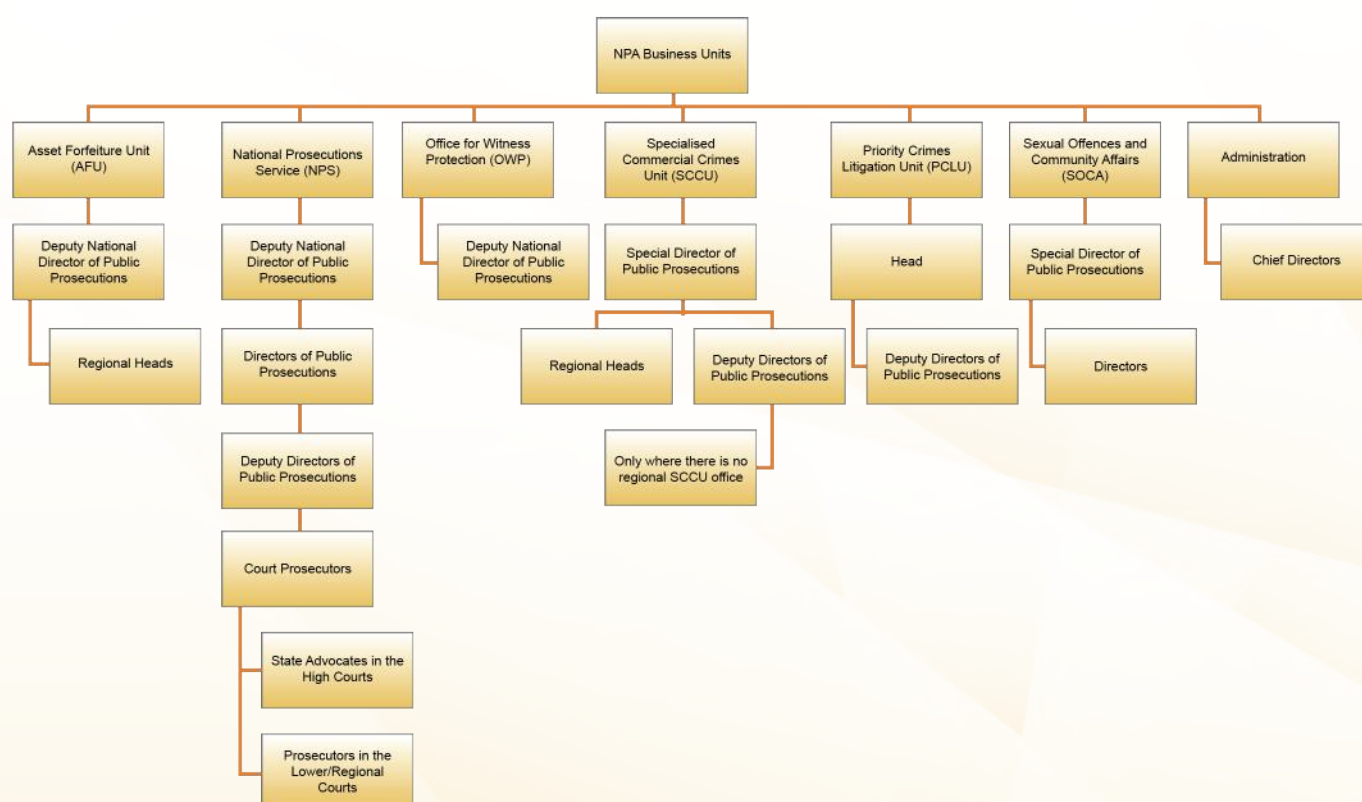 NPA Business Units
Asset Forfeiture Unit
(AFU)
National Prosecutions
Service (NPS)
Office for Witness
Protection (OWP)
Specialised
Commercial Crimes
Unit (SCCU)
Priority Crimes
Litigation Unit (PCLU)
Sexual Offences and
Community Affairs
(SOCA)
Administration
Deputy National
Director of Public
Prosecutions
Deputy National
Director of Public
Prosecutions
Deputy National
Director of Public
Prosecutions
Special Director of
Public Prosecutions
Head
Special Director of
Public Prosecutions
Chief Directors
Regional Heads
Directors of Public
Prosecutions
Regional Heads
Deputy Directors of
Public Prosecutions
Deputy Directors of
Public Prosecutions
Directors
Deputy Directors of
Public Prosecutions
Only where there is no
regional SCCU office
Court Prosecutors
State Advocates in the
High Courts
Prosecutors in the
Lower/Regional
Courts